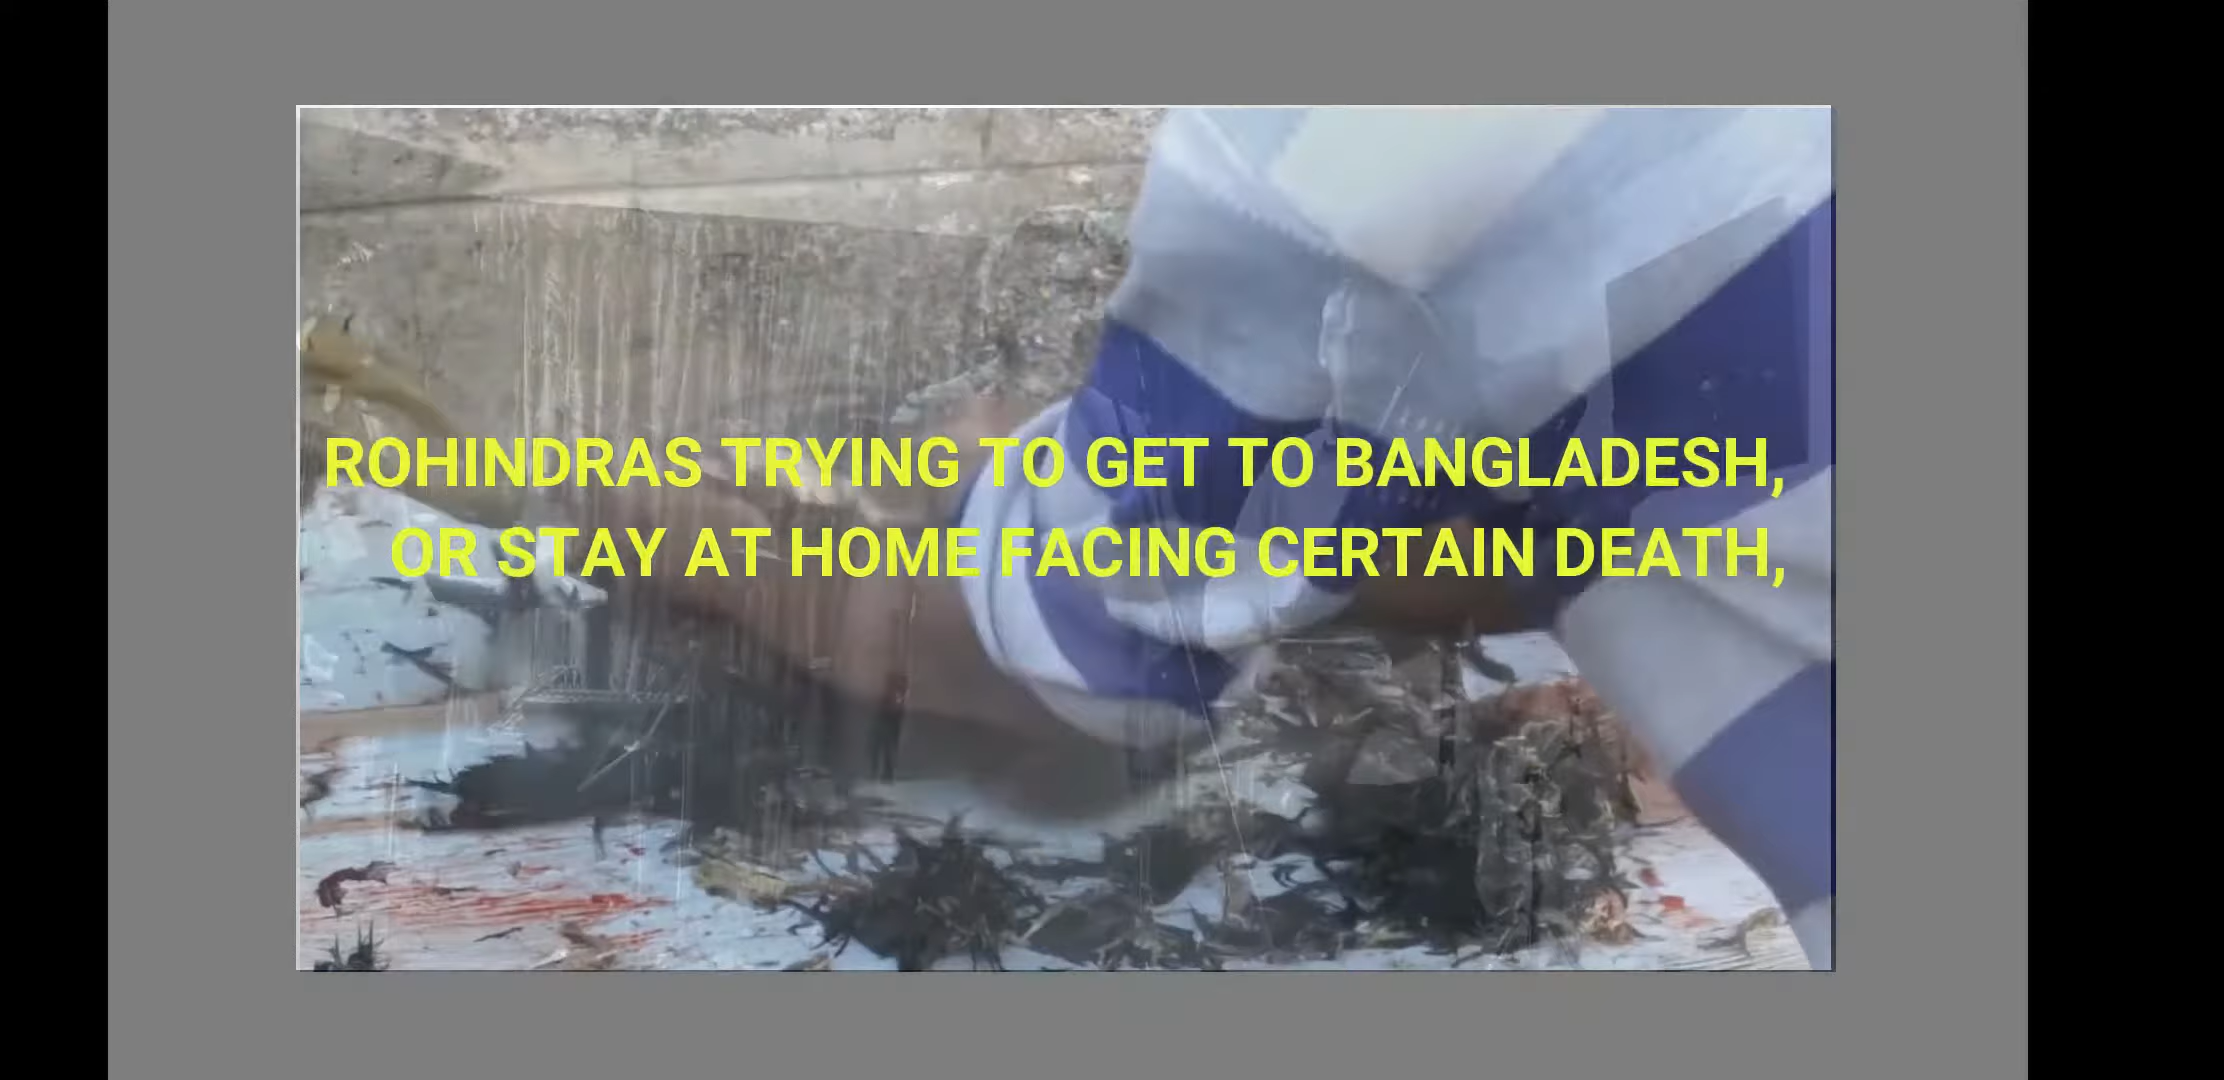 ROHINDRAS TRYING TO GET TO BANGLADESH,
OR STAY AT HOME FACING CERTAIN DEATH,